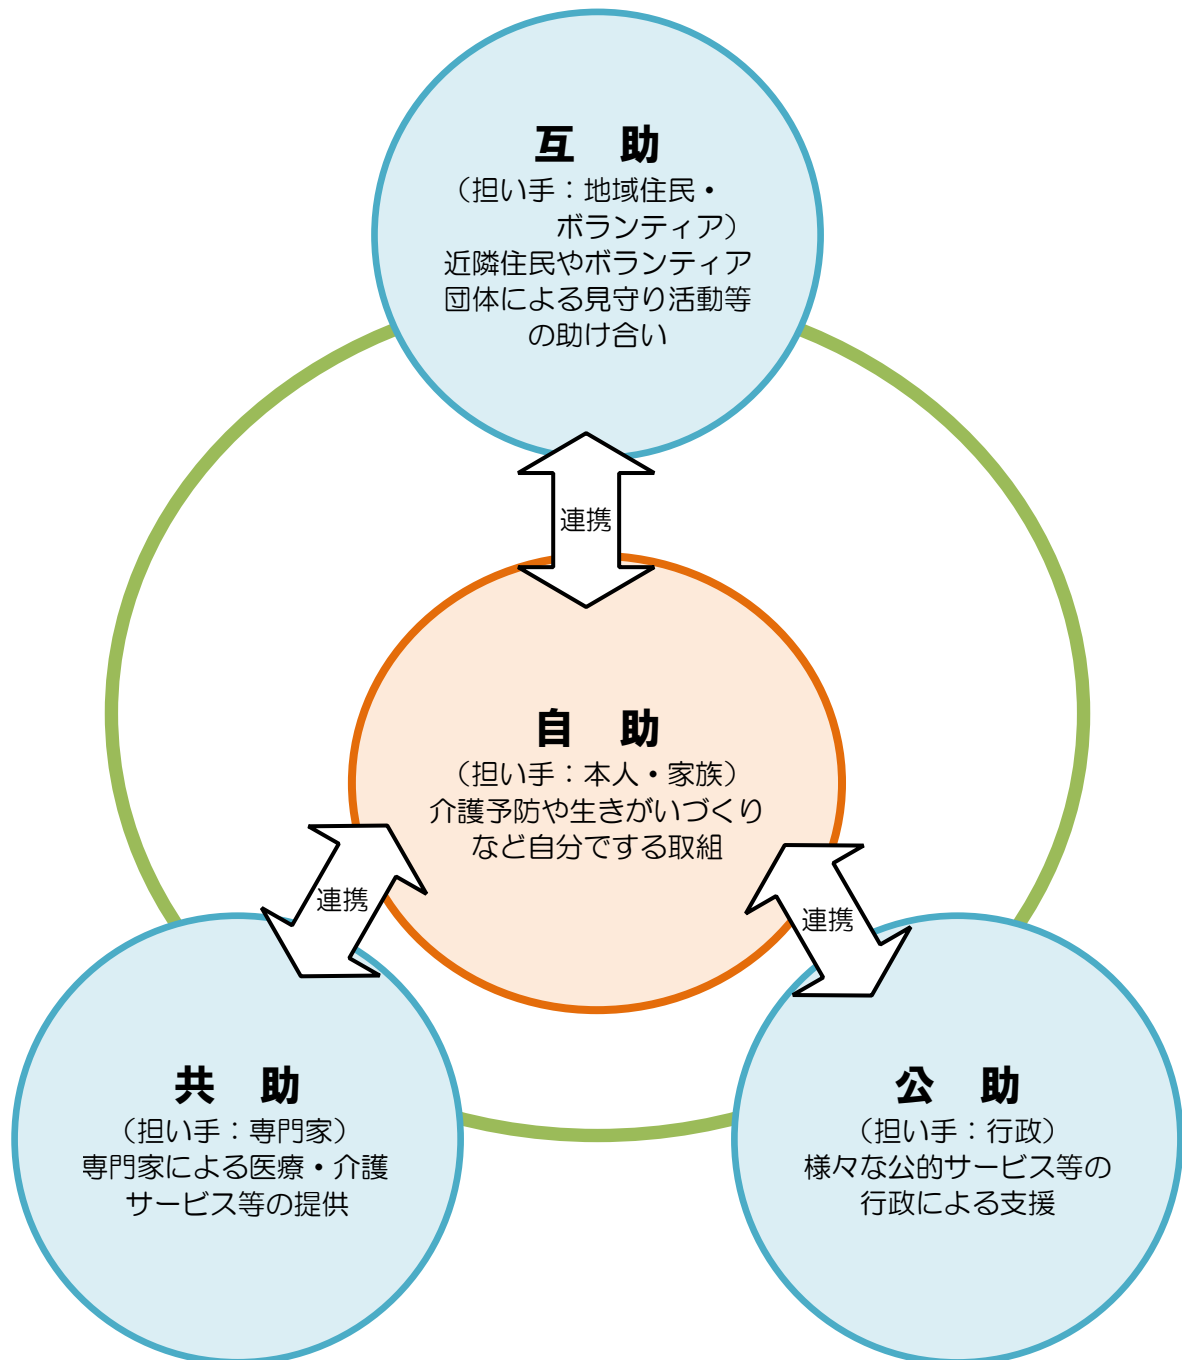 互　助
（担い手：地域住民・
ボランティア）
近隣住民やボランティア
団体による見守り活動等
の助け合い
連携
自　助
（担い手：本人・家族）
介護予防や生きがいづくり
など自分でする取組
連携
連携
共　助
（担い手：専門家）
専門家による医療・介護
サービス等の提供
公　助
（担い手：行政）
様々な公的サービス等の
行政による支援